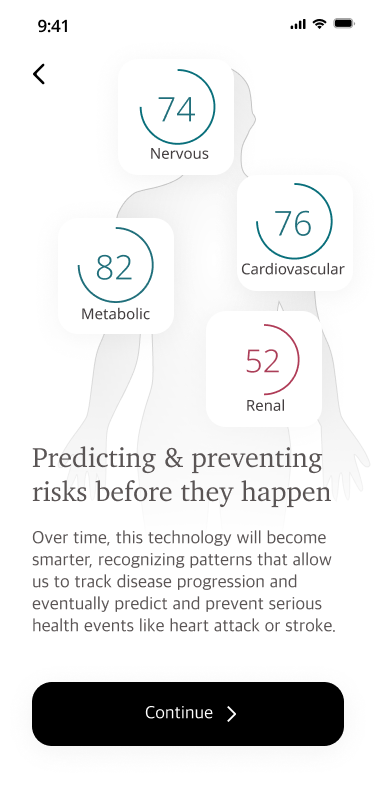 9:41
74
Nervous
76
Cardiovascular
82
Metabolic
52
Renal
Predicting & preventing
risks before they happen
Over time, this technology will become
smarter, recognizing patterns that allow
us to track disease progression and
eventually predict and prevent serious
health events like heart attack or stroke.
Continue